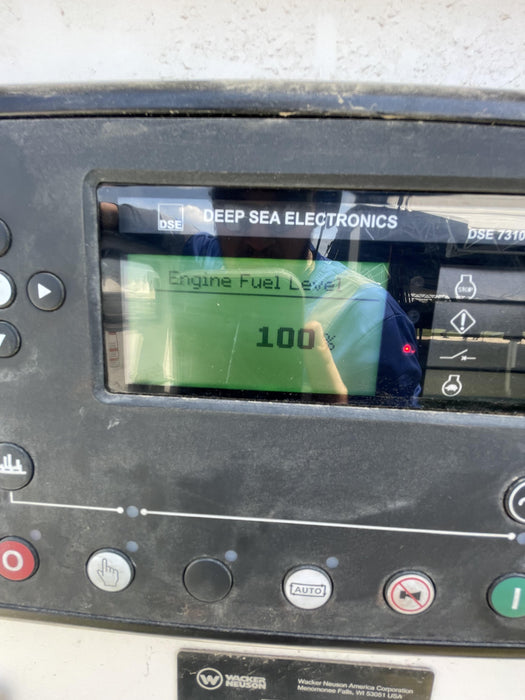 DSE DEEP SEA ELECTRONICS
DSE 7310
Engine Fuel Level
100 %
STOP
O
AUTO
I
WACKER
NEUSON
Wacker Neuson America Corporation
Menomonee Falls, WI 53051 USA